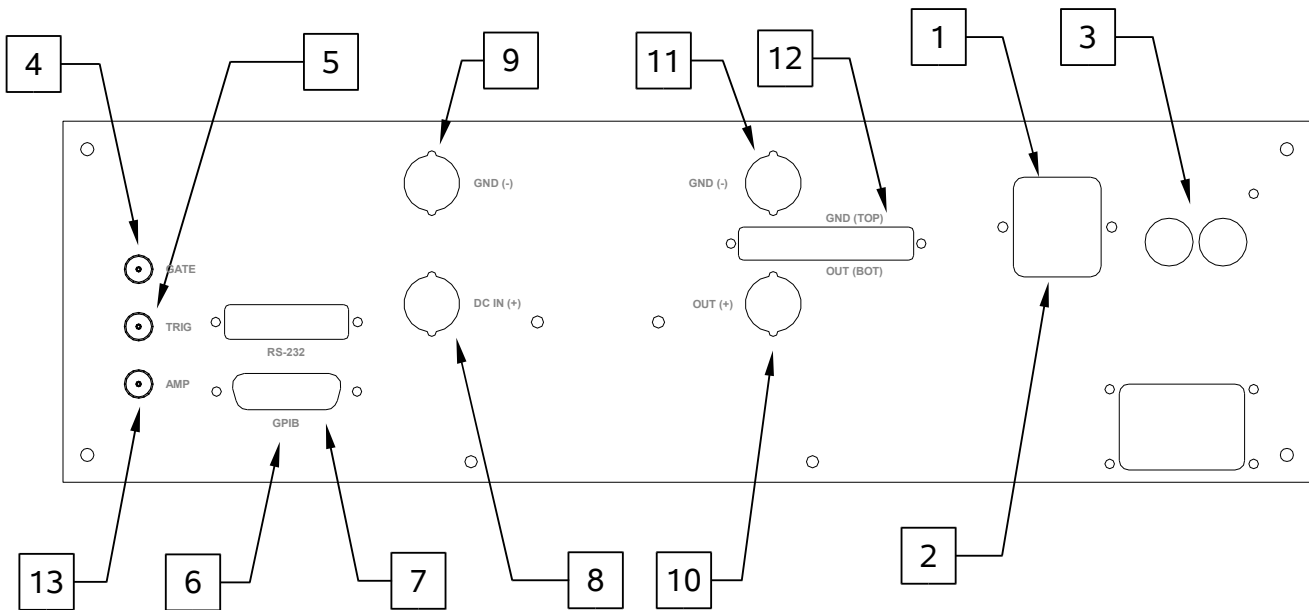 1
3
4
5
9
11
12
GND (-)
GND (-)
GND (TOP)
OUT (BOT)
GATE
DC IN (+)
OUT (+)
TRIG
RS-232
AMP
GPIB
2
13
6
7
8
10